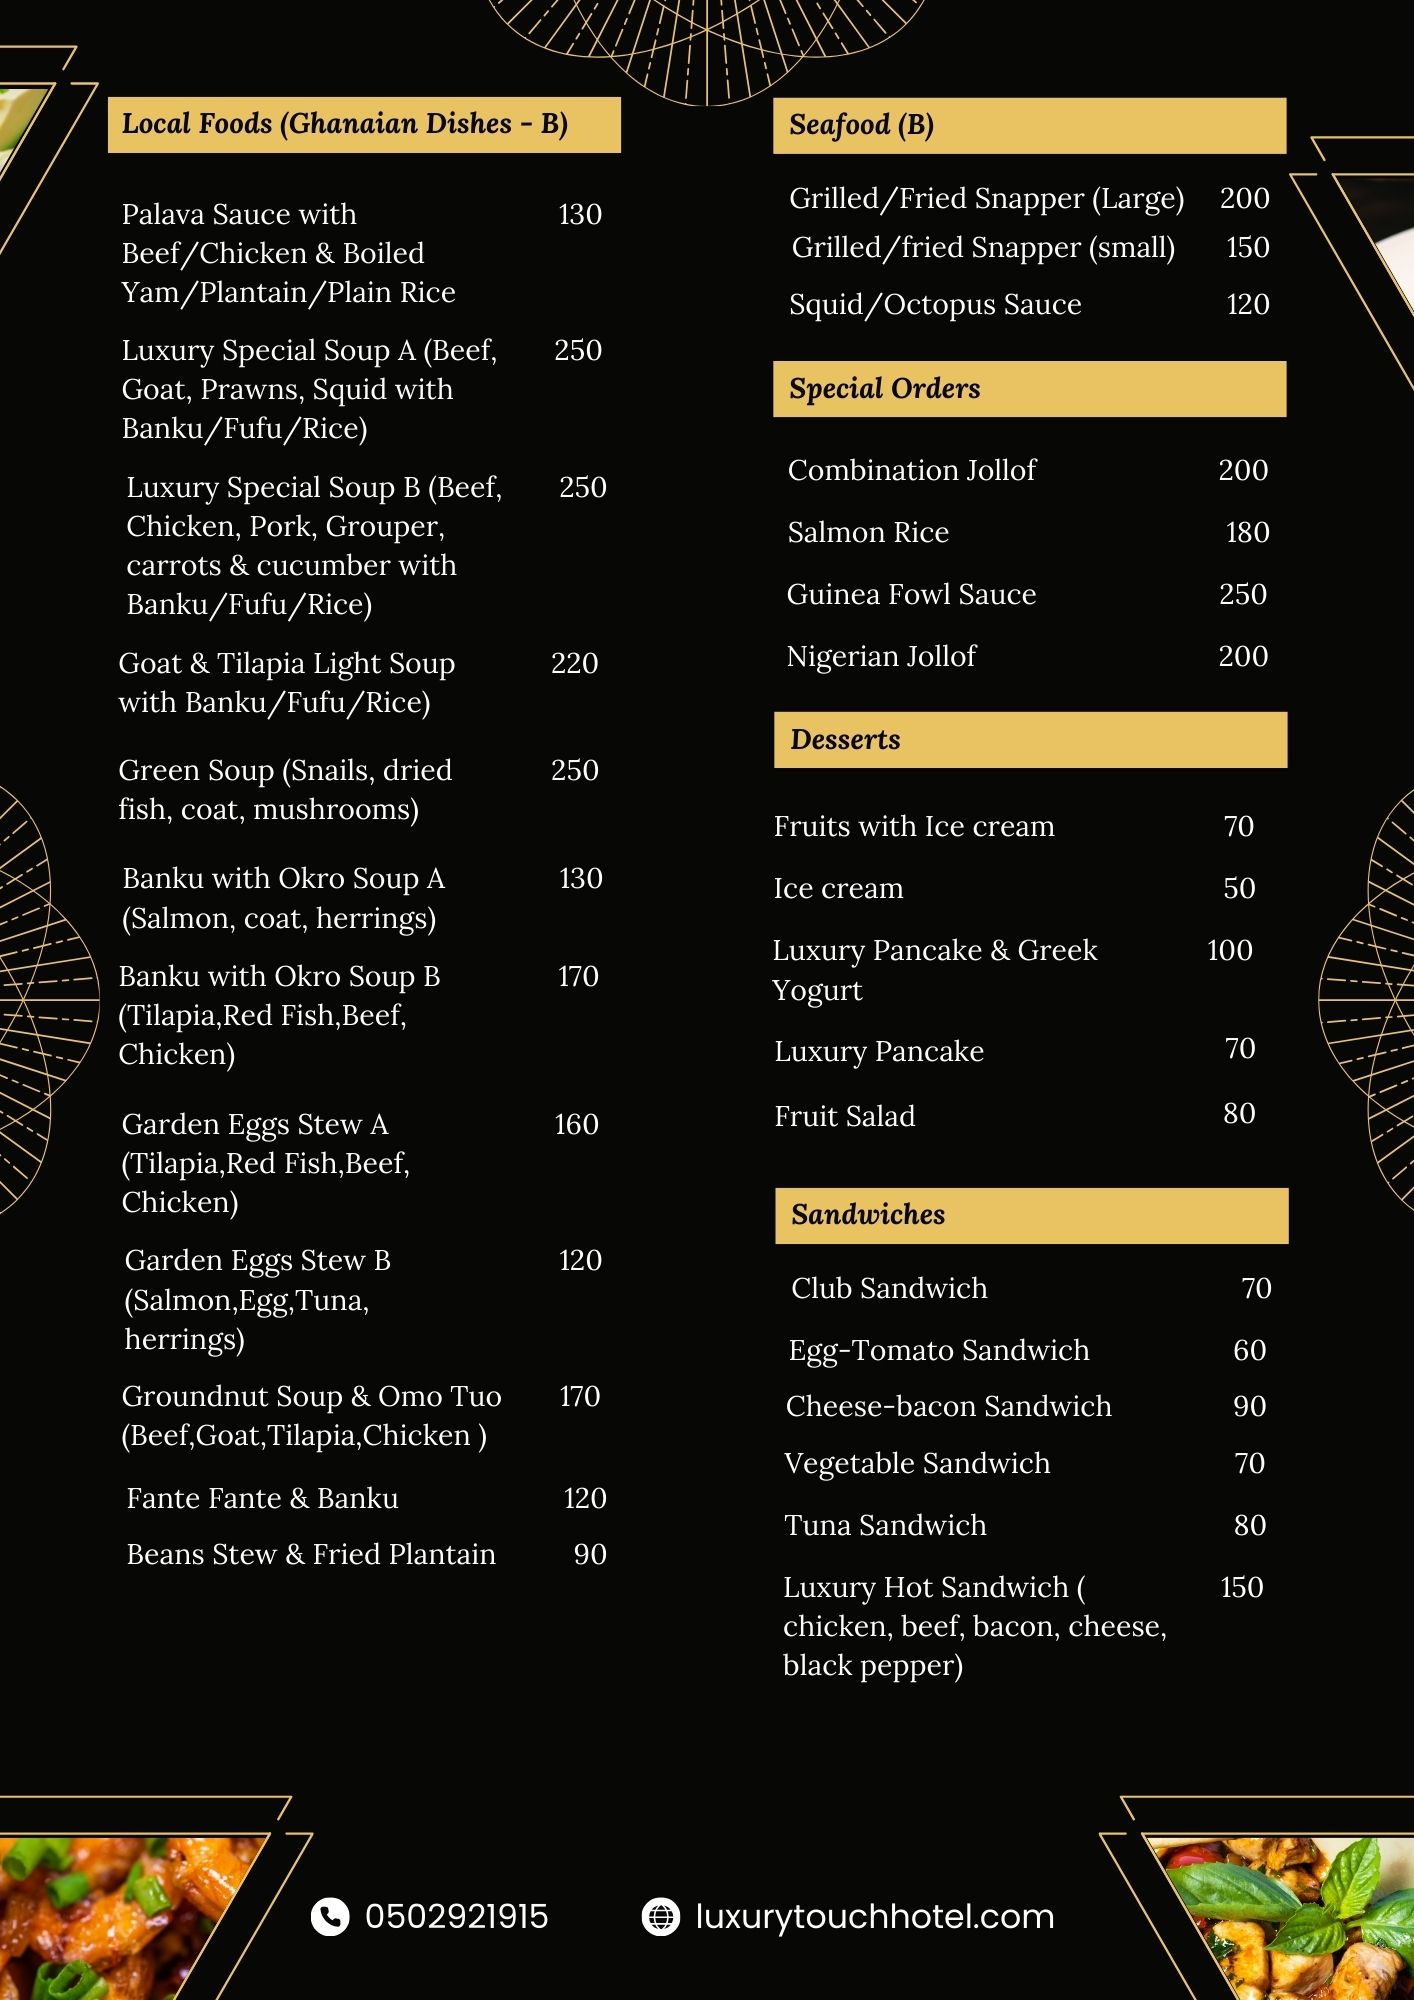 Local Foods (Ghanaian Dishes - B)
Palava Sauce with 130
Beef/Chicken & Boiled
Yam/Plantain/Plain Rice
Luxury Special Soup A (Beef, 250
Goat, Prawns, Squid with
Banku/Fufu/Rice)
Luxury Special Soup B (Beef, 250
Chicken, Pork, Grouper,
carrots & cucumber with
Banku/Fufu/Rice)
Goat & Tilapia Light Soup 220
with Banku/Fufu/Rice)
Green Soup (Snails, dried 250
fish, coat, mushrooms)
Banku with Okro Soup A 130
(Salmon, coat, herrings)
Banku with Okro Soup B 170
(Tilapia,Red Fish,Beef,
Chicken)
Garden Eggs Stew A 160
(Tilapia,Red Fish,Beef,
Chicken)
Garden Eggs Stew B 120
(Salmon,Egg,Tuna,
herrings)
Groundnut Soup & Omo Tuo 170
(Beef,Goat,Tilapia,Chicken )
Fante Fante & Banku 120
Beans Stew & Fried Plantain 90
Seafood (B)
Grilled/Fried Snapper (Large) 200
Grilled/fried Snapper (small) 150
Squid/Octopus Sauce 120
Special Orders
Combination Jollof 200
Salmon Rice 180
Guinea Fowl Sauce 250
Nigerian Jollof 200
Desserts
Fruits with Ice cream 70
Ice cream 50
Luxury Pancake & Greek 100
Yogurt
Luxury Pancake 70
Fruit Salad 80
Sandwiches
Club Sandwich 70
Egg-Tomato Sandwich 60
Cheese-bacon Sandwich 90
Vegetable Sandwich 70
Tuna Sandwich 80
Luxury Hot Sandwich ( 150
chicken, beef, bacon, cheese,
black pepper)
0502921915 luxurytouchhotel.com